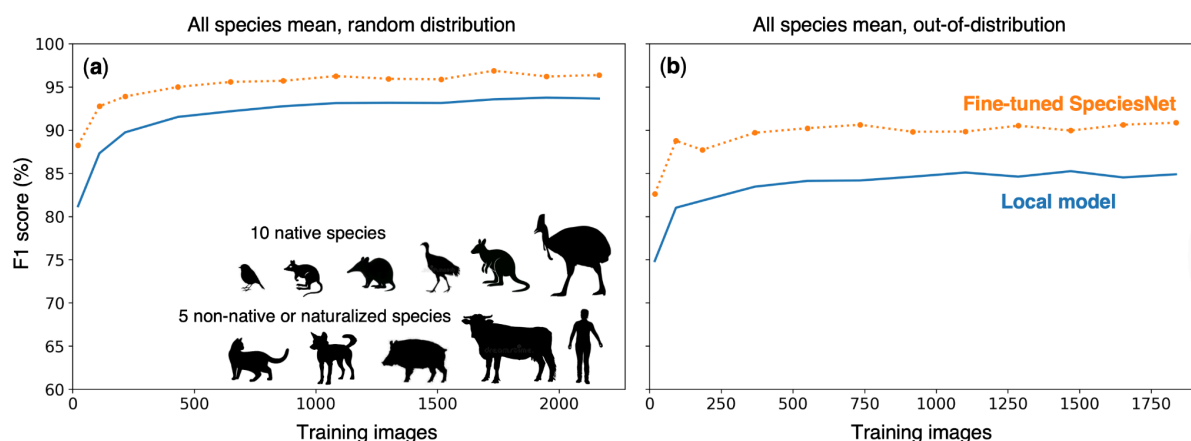 All species mean, random distribution
All species mean, out-of-distribution
100
95
90
85
80
75
70
65
60
F1 score (%)
(a)
10 native species
5 non-native or naturalized species
0
500
1000
1500
2000
Training images
(b)
Fine-tuned SpeciesNet
Local model
0
250
500
750
1000
1250
1500
1750
Training images